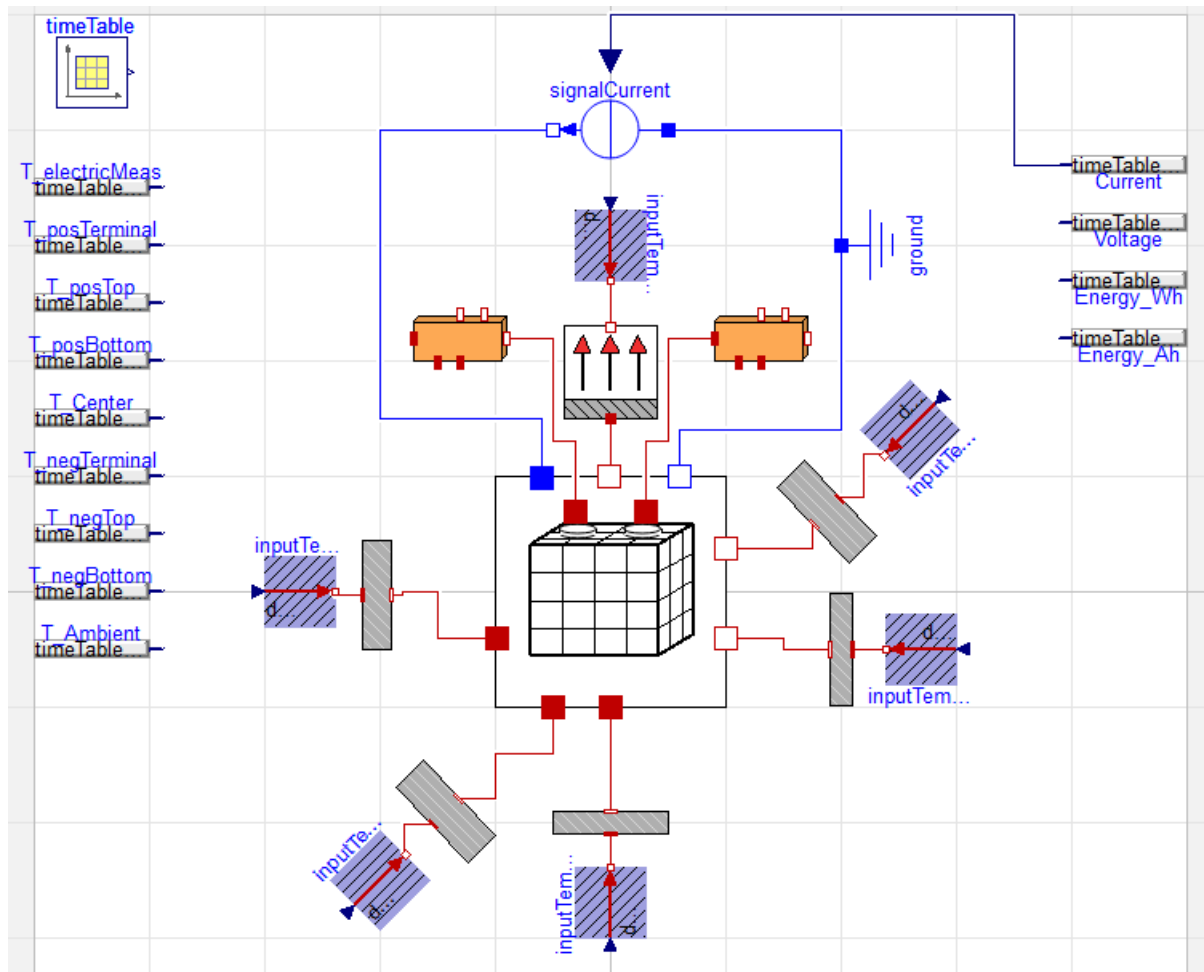 timeTable
signalCurrent
T_electricMeas
timeTable...
T_posTerminal
timeTable...
T_posTop
timeTable...
T_posBottom
timeTable...
T_Center
timeTable...
T_negTerminal
timeTable...
T_negTop
timeTable...
T_negBottom
timeTable...
T_Ambient
timeTable...
timeTable...
Current
timeTable...
Voltage
timeTable...
Energy_Wh
timeTable...
Energy_Ah
inputTem...
p...
ground
d...
inputTe...
inputTe...
d...
d...
inputTem...
inputTe...
d...
inputTem...
p...